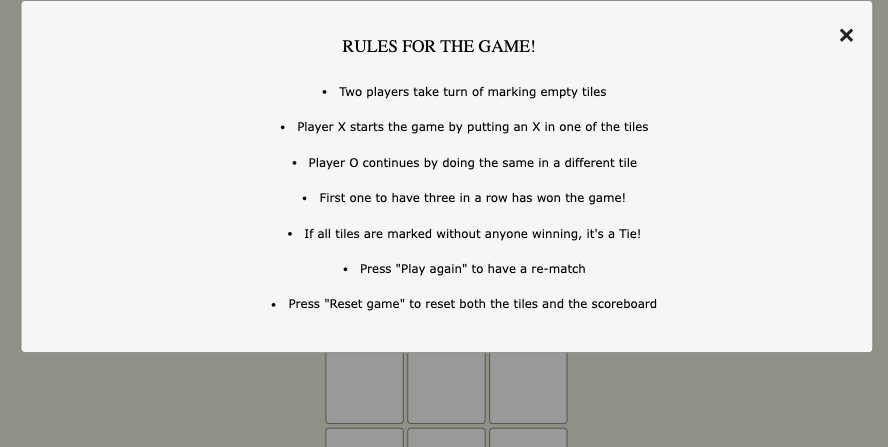 RULES FOR THE GAME!
• Two players take turn of marking empty tiles
• Player X starts the game by putting an X in one of the tiles
• Player O continues by doing the same in a different tile
• First one to have three in a row has won the game!
• If all tiles are marked without anyone winning, it's a Tie!
• Press "Play again" to have a re-match
• Press "Reset game" to reset both the tiles and the scoreboard